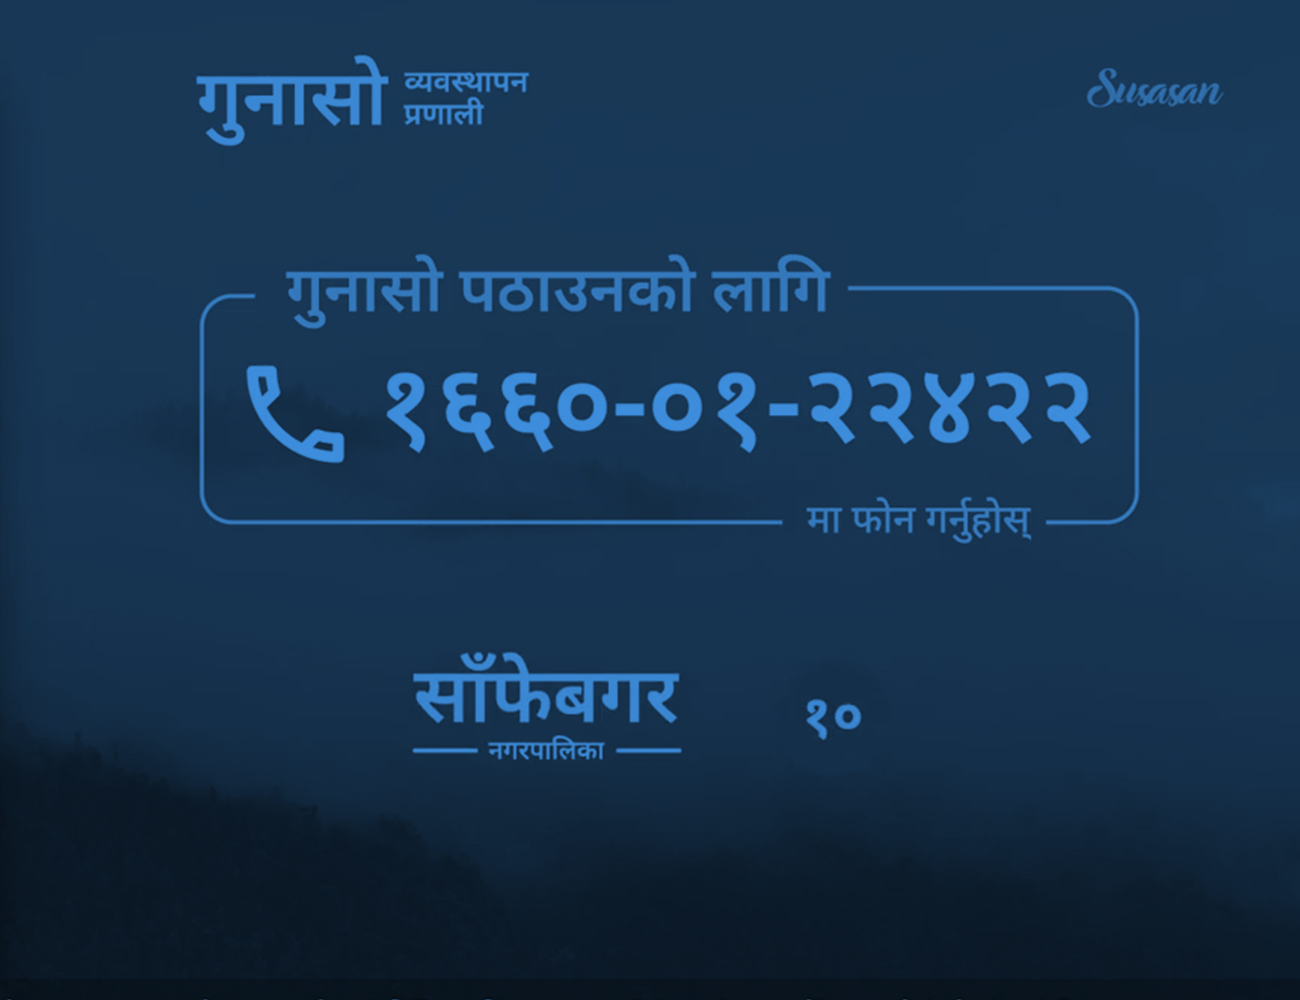 गुनासो
व्यवस्थापन
प्रणाली
Susasan
गुनासो पठाउनको लागि
१६६०-०१-२२४२२
मा फोन गर्नुहोस्
साँफेबगर
१०
नगरपालिका